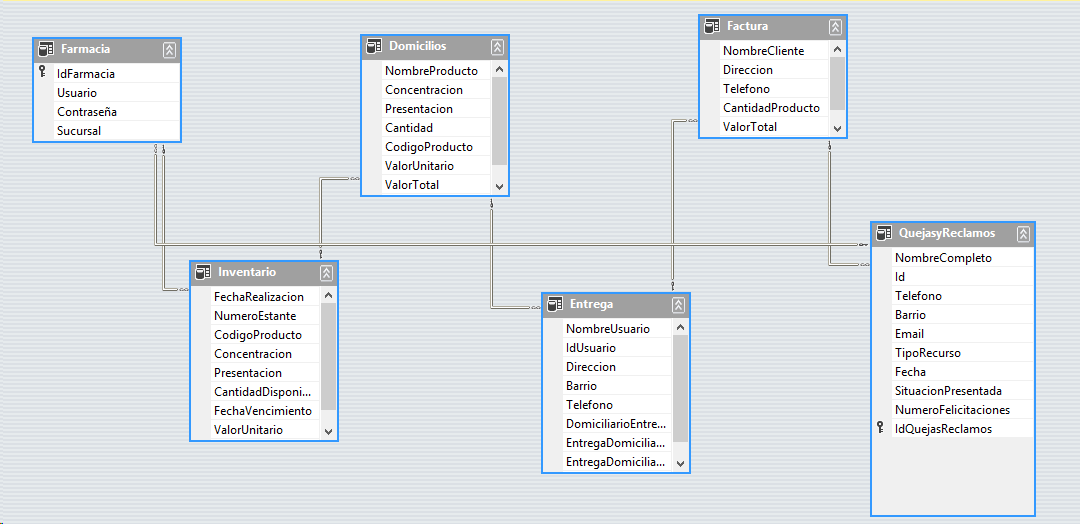 Farmacia
IdFarmacia
Usuario
Contraseña
Sucursal
Domicilios
NombreProducto
Concentracion
Presentacion
Cantidad
CodigoProducto
ValorUnitario
ValorTotal
Factura
NombreCliente
Direccion
Telefono
CantidadProducto
ValorTotal
Inventario
FechaRealizacion
NumeroEstante
CodigoProducto
Concentracion
Presentacion
CantidadDisponi...
FechaVencimiento
ValorUnitario
Entrega
NombreUsuario
IdUsuario
Direccion
Barrio
Telefono
DomiciliarioEntre...
EntregaDomicilia...
EntregaDomicilia...
QuejasyReclamos
NombreCompleto
Id
Telefono
Barrio
Email
TipoRecurso
Fecha
SituacionPresentada
NumeroFelicitaciones
IdQuejasReclamos